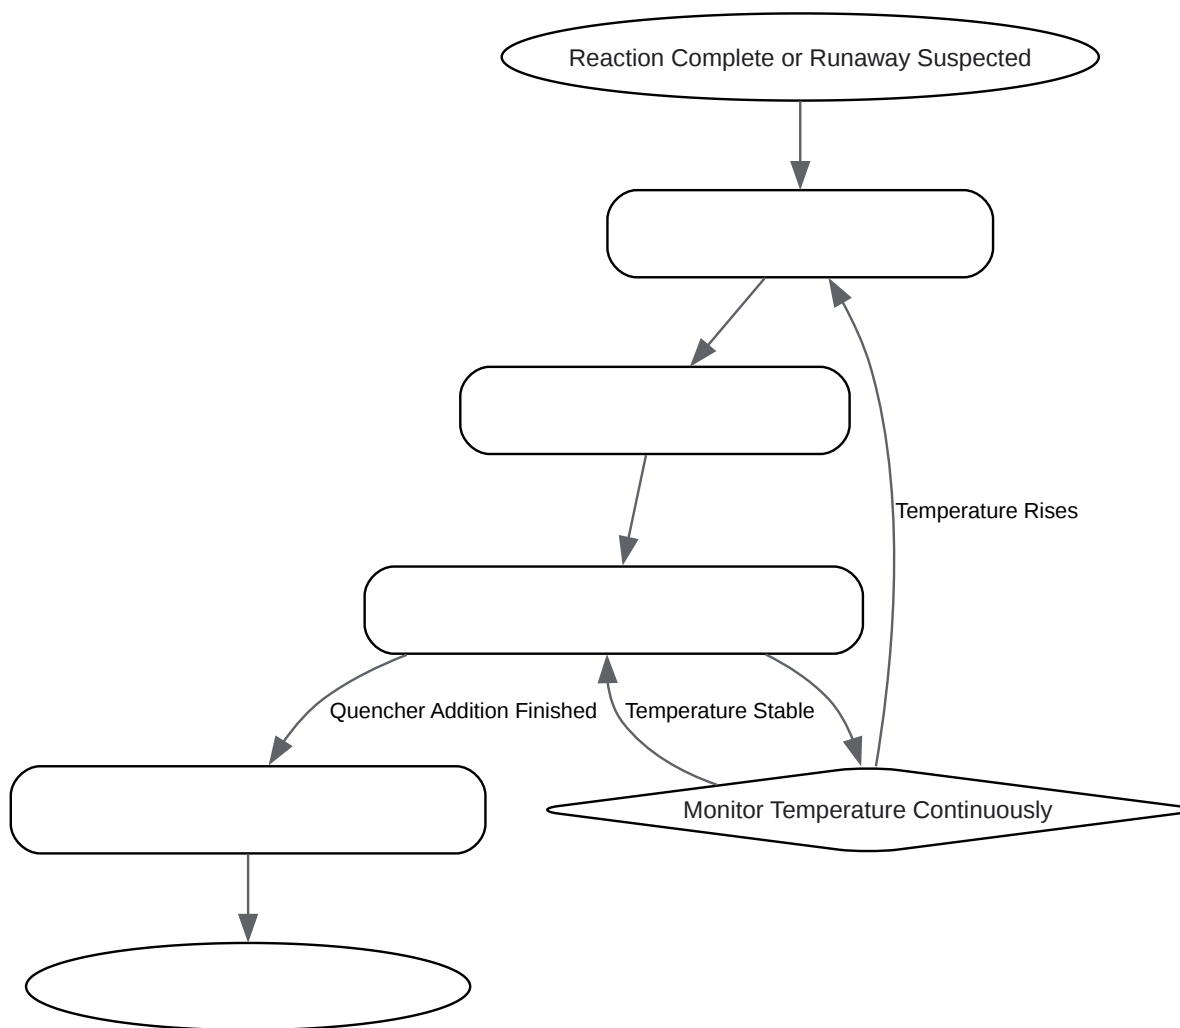 Reaction Complete or Runaway Suspected
Temperature Rises
Quencher Addition Finished
Temperature Stable
Monitor Temperature Continuously